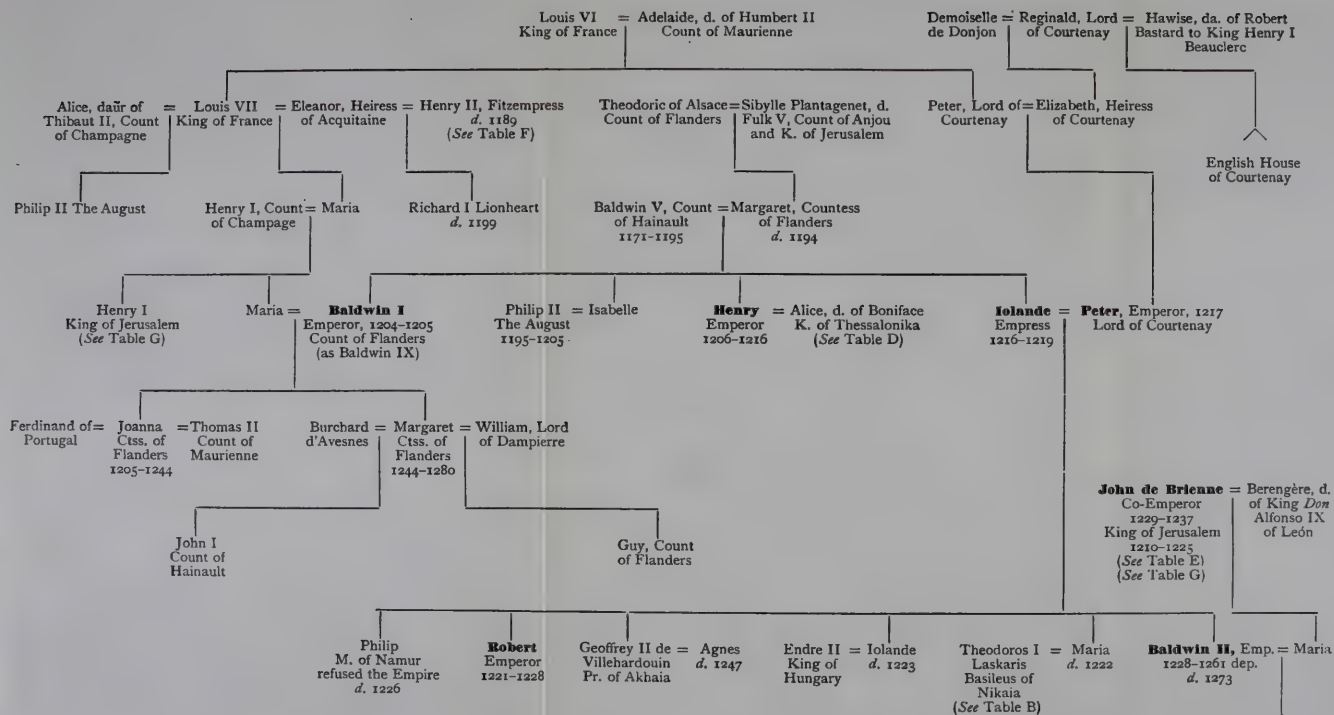 Louis VI = Adelaide, d. of Humbert II
King of France Count of Maurienne
Demoiselle = Reginald, Lord = Hawise, da. of Robert
de Donjon of Courtenay Bastard to King Henry I
Beauclerc
Alice, daūr of = Louis VII = Eleanor, Heiress = Henry II, Fitzempress
Thibaut II, Count King of France of Acquitaine d. 1189
of Champagne (See Table F)
Theodoric of Alsace = Sibylle Plantagenet, d.
Count of Flanders Fulk V, Count of Anjou
and K. of Jerusalem
Peter, Lord of = Elizabeth, Heiress
Courtenay of Courtenay
English House
of Courtenay
Philip II The August
Henry I, Count = Maria
of Champage
Richard I Lionheart
d. 1199
Baldwin V, Count = Margaret, Countess
of Hainault of Flanders
1171–1195 d. 1194
Henry I
King of Jerusalem
(See Table G)
Maria = Baldwin I
Emperor, 1204–1205
Count of Flanders
(as Baldwin IX)
Philip II = Isabelle
The August
1195–1205
Henry = Alice, d. of Boniface
Emperor K. of Thessalonika
1206–1216 (See Table D)
Iolande = Peter, Emperor, 1217
Empress Lord of Courtenay
1216–1219
Ferdinand of = Joanna = Thomas II
Portugal Ctss. of Count of
Flanders Maurienne
1205–1244
Burchard = Margaret = William, Lord
d'Avesnes Ctss. of of Dampierre
Flanders
1244–1280
John de Brienne = Berengère, d.
Co-Emperor of King Don
1229–1237 Alfonso IX
King of Jerusalem of León
1210–1225
(See Table E)
(See Table G)
John I
Count of
Hainault
Guy, Count
of Flanders
Philip
M. of Namur
refused the Empire
d. 1226
Robert
Emperor
1221–1228
Geoffrey II de = Agnes
Villehardouin d. 1247
Pr. of Akhaia
Endre II = Iolande
King of d. 1223
Hungary
Theodoros I = Maria
Laskaris d. 1222
Basileus of
Nikaia
(See Table B)
Baldwin II, Emp. = Maria
1228–1261 dep.
d. 1273